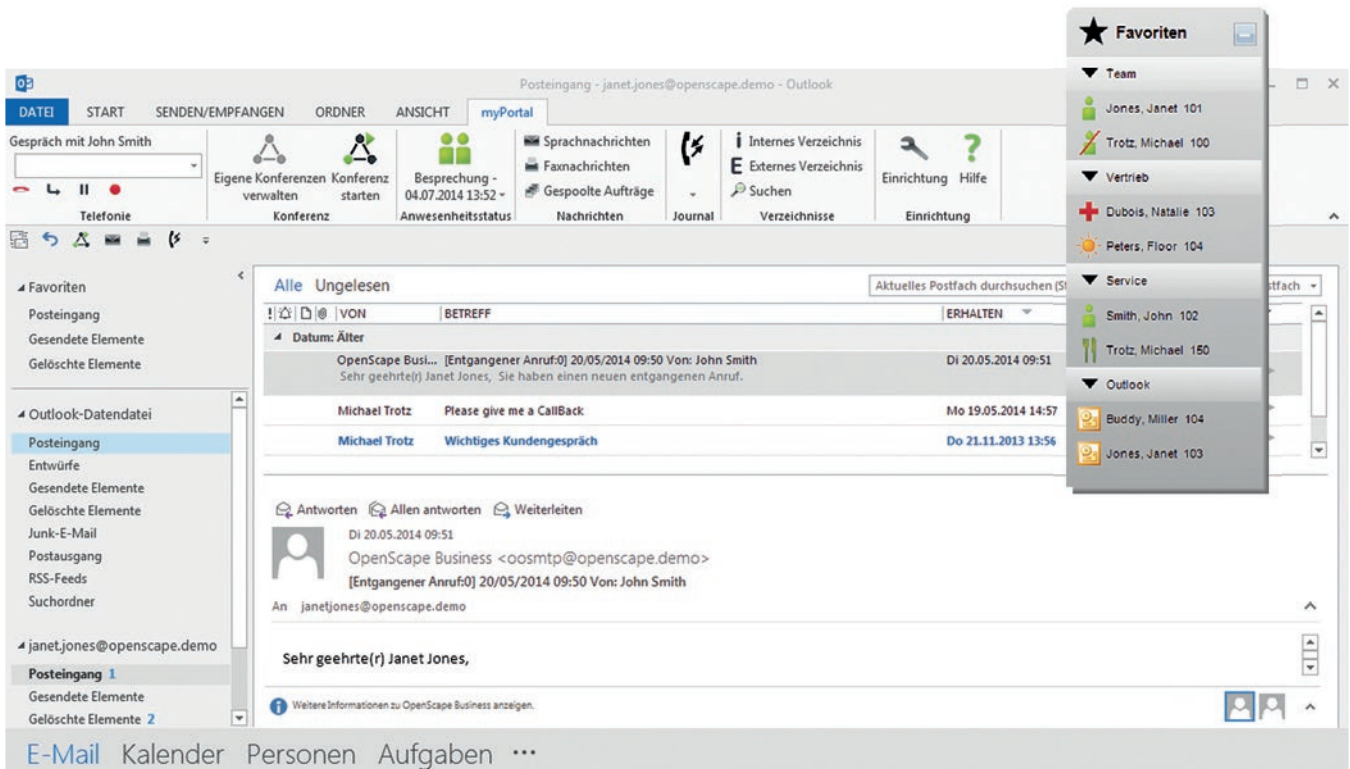 Favoriten
Team
Jones, Janet 101
Trotz, Michael 100
Vertrieb
Dubois, Natalie 103
Peters, Floor 104
Service
Smith, John 102
Trotz, Michael 150
Outlook
Buddy, Miller 104
Jones, Janet 103
Posteingang - janet.jones@openscape.demo - Outlook
DATEI START SENDEN/EMPFANGEN ORDNER ANSICHT myPortal
Gespräch mit John Smith
Eigene Konferenzen verwalten
Konferenz starten
Besprechung -
04.07.2014 13:52
Sprachnachrichten
Faxnachrichten
Gespoolte Aufträge
Internes Verzeichnis
E Externes Verzeichnis
Suchen
Einrichtung Hilfe
Telefonie Konferenz Anwesenheitsstatus Nachrichten Journal Verzeichnisse Einrichtung
Favoriten
Posteingang
Gesendete Elemente
Gelöschte Elemente
Outlook-Datendatei
Posteingang
Entwürfe
Gesendete Elemente
Gelöschte Elemente
Junk-E-Mail
Postausgang
RSS-Feeds
Suchordner
janet.jones@openscape.demo
Posteingang 1
Gesendete Elemente
Gelöschte Elemente 2
Alle Ungelesen
Aktuelles Postfach durchsuchen
VON BETREFF ERHALTEN
Datum: Älter
OpenScape Busi... [Entgangener Anruf:0] 20/05/2014 09:50 Von: John Smith Di 20.05.2014 09:51
Sehr geehrte(r) Janet Jones, Sie haben einen neuen entgangenen Anruf.
Michael Trotz Please give me a CallBack Mo 19.05.2014 14:57
Michael Trotz Wichtiges Kundengespräch Do 21.11.2013 13:56
Antworten Allen antworten Weiterleiten
Di 20.05.2014 09:51
OpenScape Business <oosmtp@openscape.demo>
[Entgangener Anruf:0] 20/05/2014 09:50 Von: John Smith
An janetjones@openscape.demo
Sehr geehrte(r) Janet Jones,
Weitere Informationen zu OpenScape Business anzeigen.
E-Mail Kalender Personen Aufgaben ...